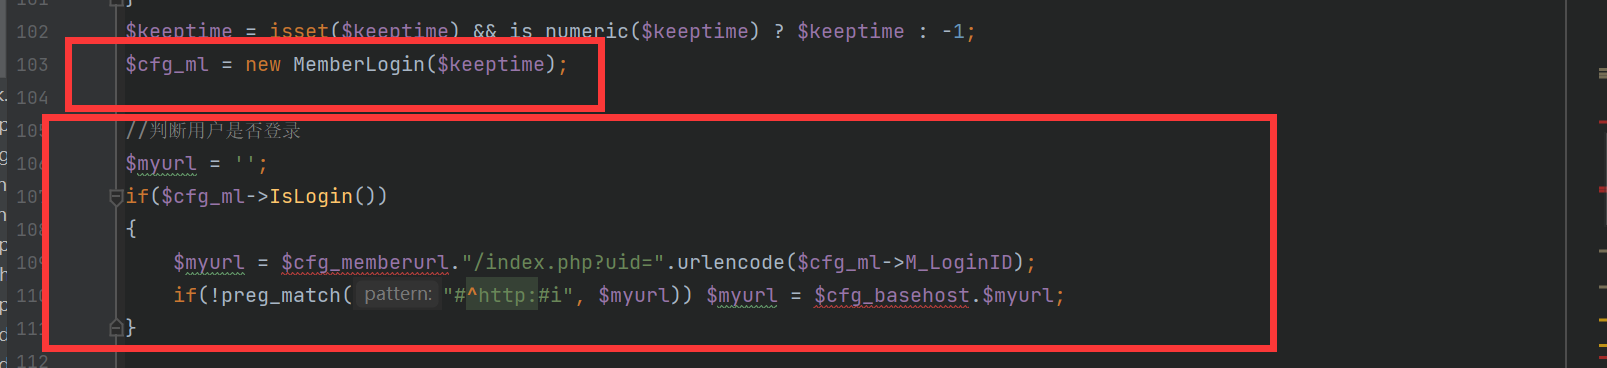 101 }
102 $keeptime = isset($keeptime) && is_numeric($keeptime) ? $keeptime : -1;
103 $cfg_ml = new MemberLogin($keeptime);
104
105 //判断用户是否登录
106 $myurl = '';
107 if($cfg_ml->IsLogin())
108 {
109 $myurl = $cfg_memberurl."/index.php?uid=".urlencode($cfg_ml->M_LoginID);
110 if(!preg_match( pattern: "#^http:#i", $myurl)) $myurl = $cfg_basehost.$myurl;
111 }
112